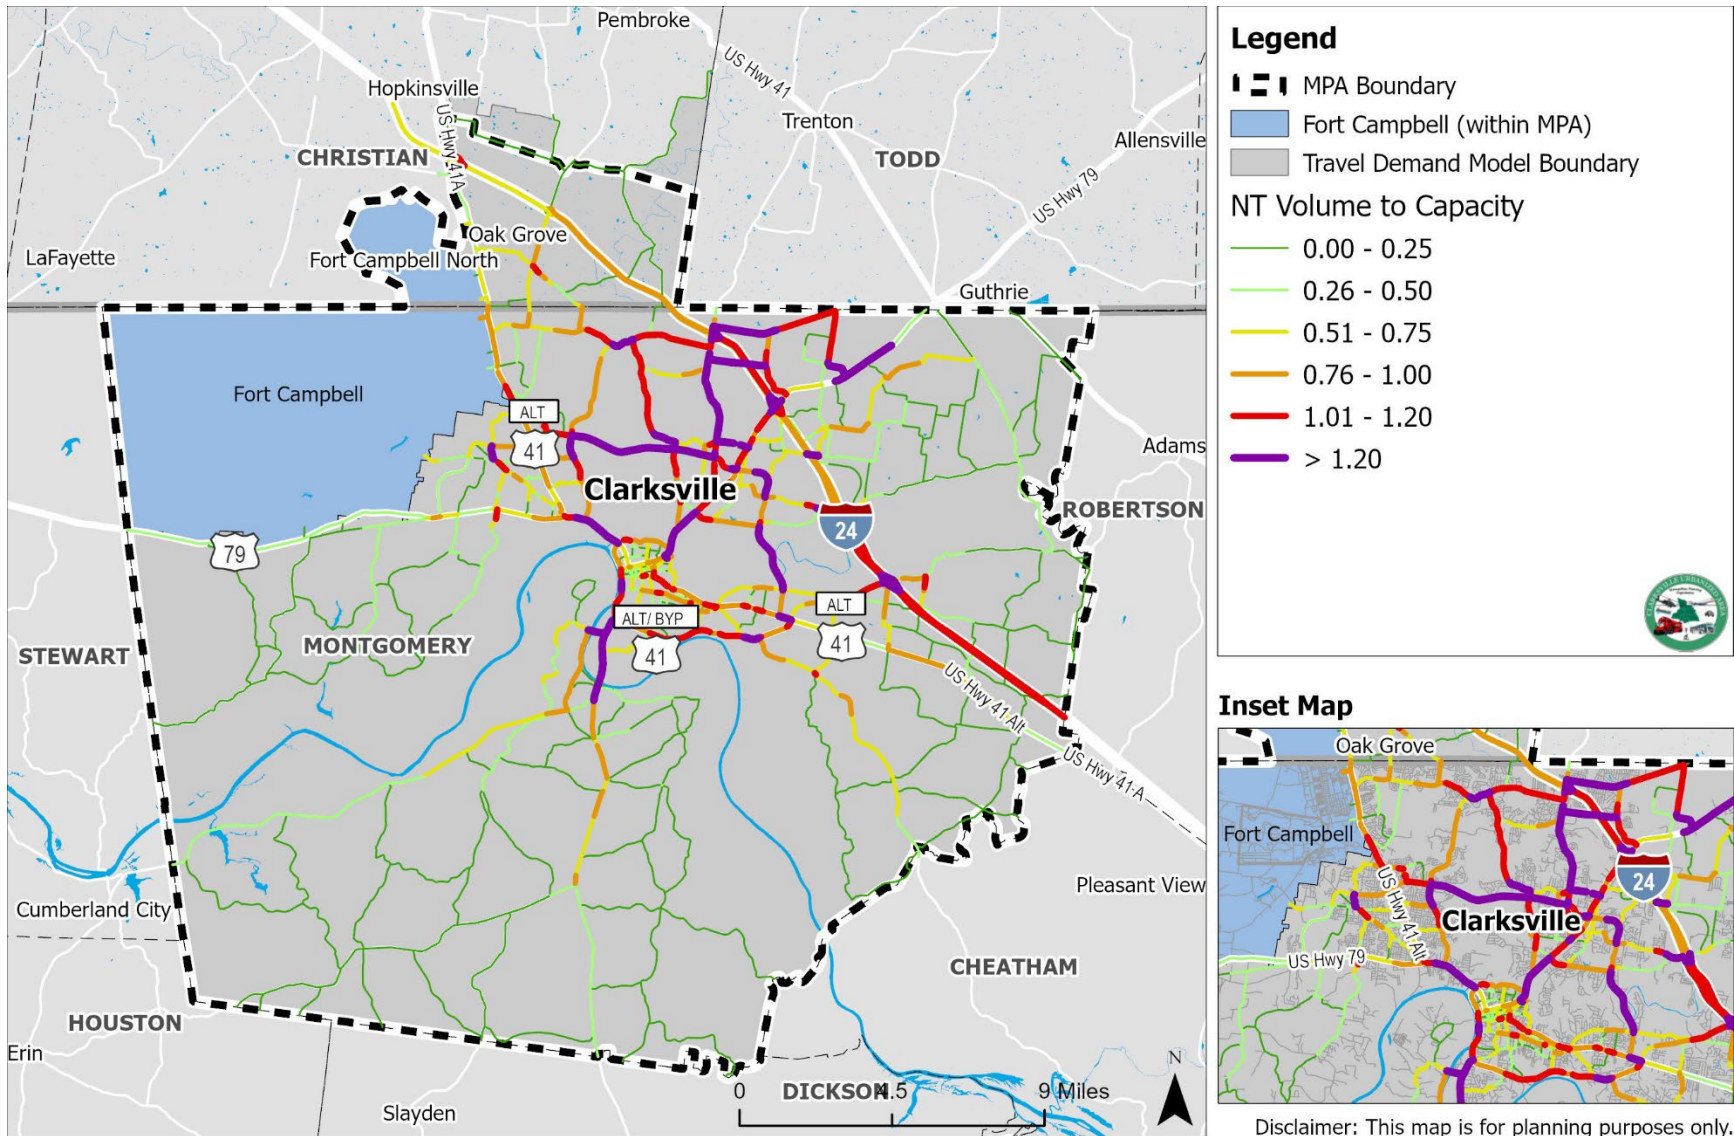 Pembroke
US Hwy 41
Hopkinsville
US Hwy 41A
Trenton
Allensville
CHRISTIAN
TODD
US Hwy 79
Oak Grove
LaFayette
Fort Campbell North
Guthrie
Fort Campbell
ALT
41
Adams
Clarksville
ROBERTSON
24
79
ALT
ALT/ BYP
41
41
MONTGOMERY
STEWART
US Hwy 41 Alt
US Hwy 41 A
Pleasant View
Cumberland City
CHEATHAM
HOUSTON
Erin
N
DICKSON
0 4.5 9 Miles
Slayden
Legend
MPA Boundary
Fort Campbell (within MPA)
Travel Demand Model Boundary
NT Volume to Capacity
0.00 - 0.25
0.26 - 0.50
0.51 - 0.75
0.76 - 1.00
1.01 - 1.20
> 1.20
Inset Map
Oak Grove
Fort Campbell
US Hwy 41 Alt
24
Clarksville
US Hwy 79
Disclaimer: This map is for planning purposes only.